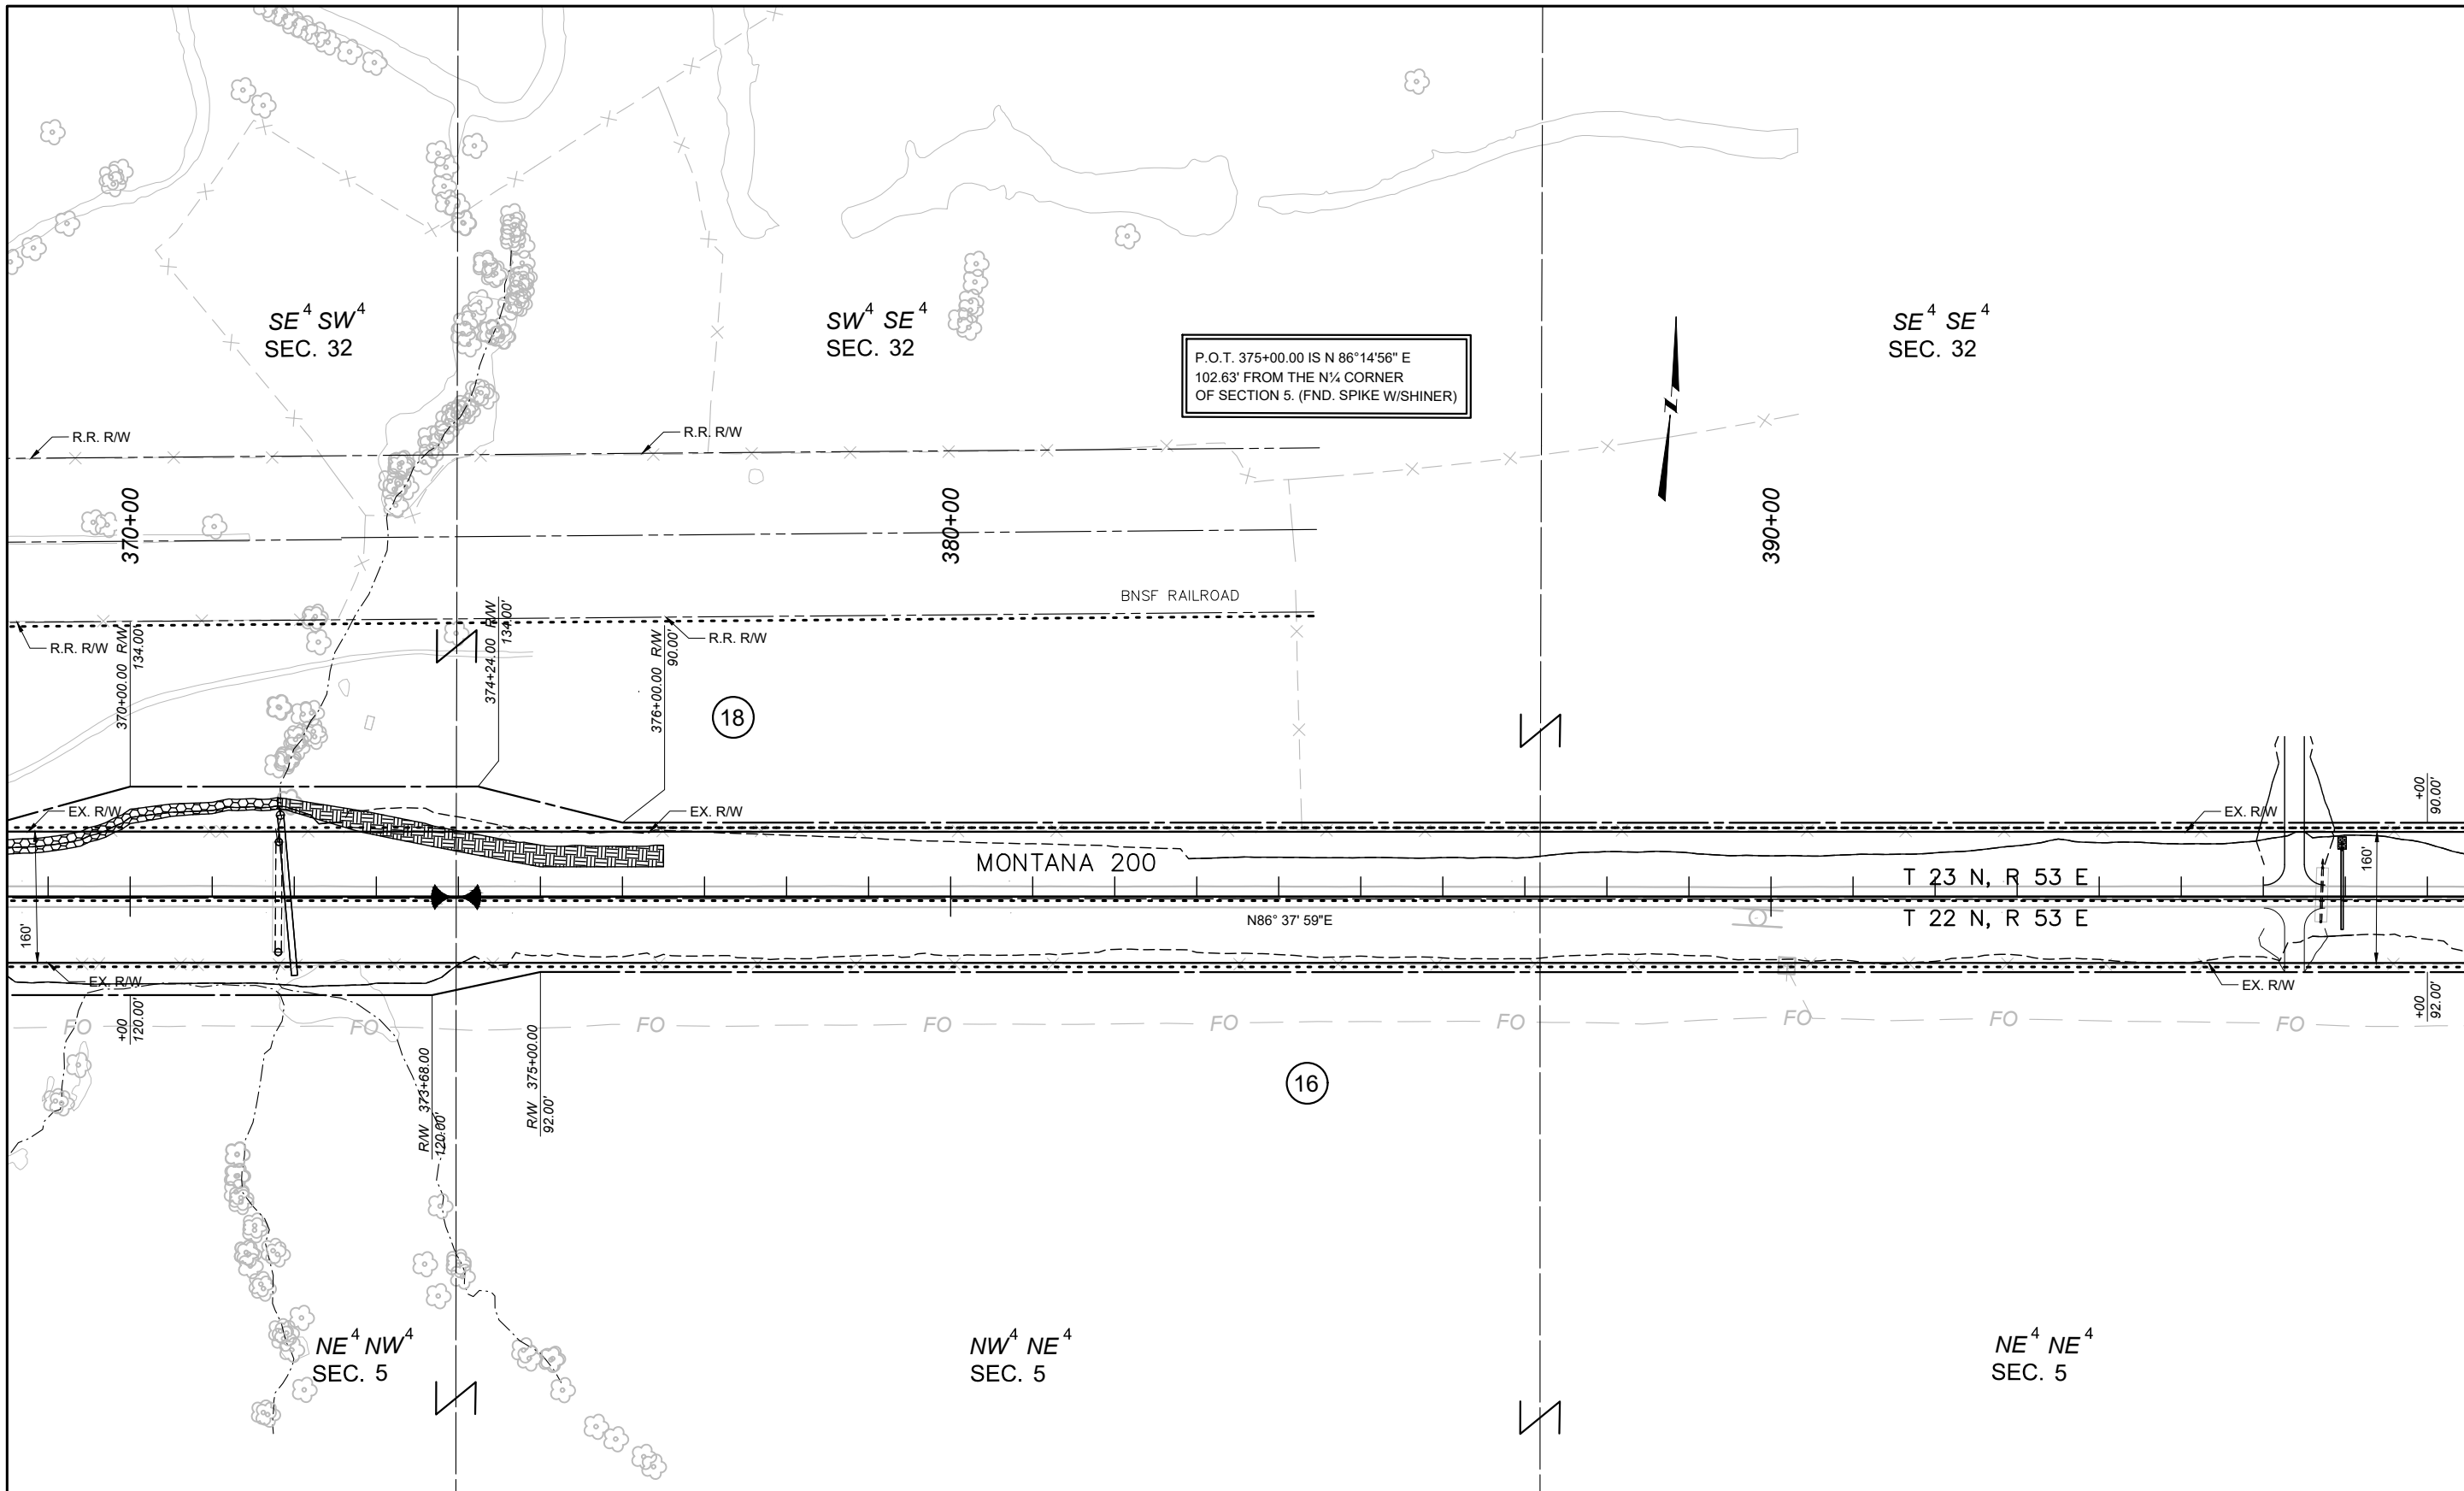 SE⁴ SW⁴
SEC. 32
SW⁴ SE⁴
SEC. 32
SE⁴ SE⁴
SEC. 32
P.O.T. 375+00.00 IS N 86°14'56" E
102.63' FROM THE N¼ CORNER
OF SECTION 5. (FND. SPIKE W/SHINER)
N
R.R. R/W
R.R. R/W
370+00
380+00
390+00
BNSF RAILROAD
R.R. R/W
R.R. R/W
370+00.00 R/W
134.00'
374+24.00 R/W
134.00'
376+00.00 R/W
90.00'
18
EX. R/W
EX. R/W
EX. R/W
+00
90.00'
MONTANA 200
T 23 N, R 53 E
T 22 N, R 53 E
N86° 37' 59"E
160'
160'
EX. R/W
EX. R/W
+00
120.00'
+00
92.00'
FO
FO
FO
FO
FO
FO
FO
FO
FO
R/W 373+68.00
120.00'
R/W 375+00.00
92.00'
16
NE⁴ NW⁴
SEC. 5
NW⁴ NE⁴
SEC. 5
NE⁴ NE⁴
SEC. 5